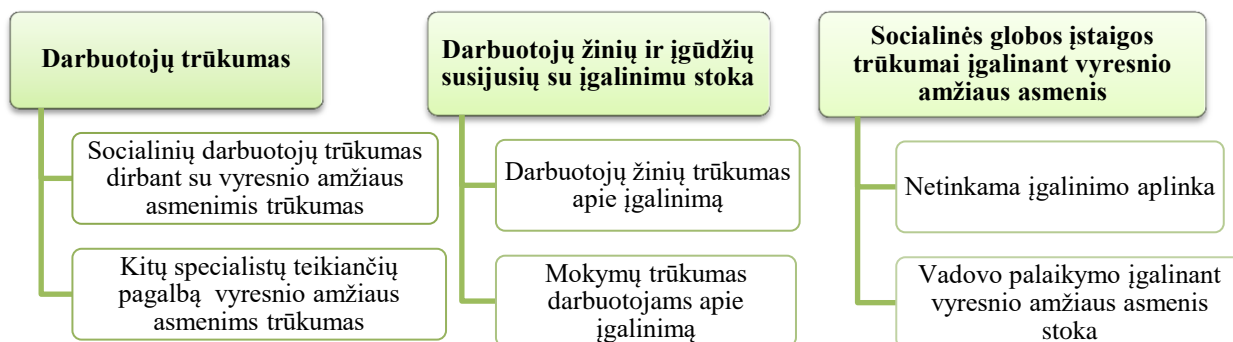 Darbuotojų trūkumas
Socialinių darbuotojų trūkumas
dirbant su vyresnio amžiaus
asmenimis trūkumas
Kitų specialistų teikiančių
pagalbą  vyresnio amžiaus
asmenims trūkumas
Darbuotojų žinių ir įgūdžių
susijusių su įgalinimu stoka
Darbuotojų žinių trūkumas
apie įgalinimą
Mokymų trūkumas
darbuotojams apie
įgalinimą
Socialinės globos įstaigos
trūkumai įgalinant vyresnio
amžiaus asmenis
Netinkama įgalinimo aplinka
Vadovo palaikymo įgalinant
vyresnio amžiaus asmenis
stoka